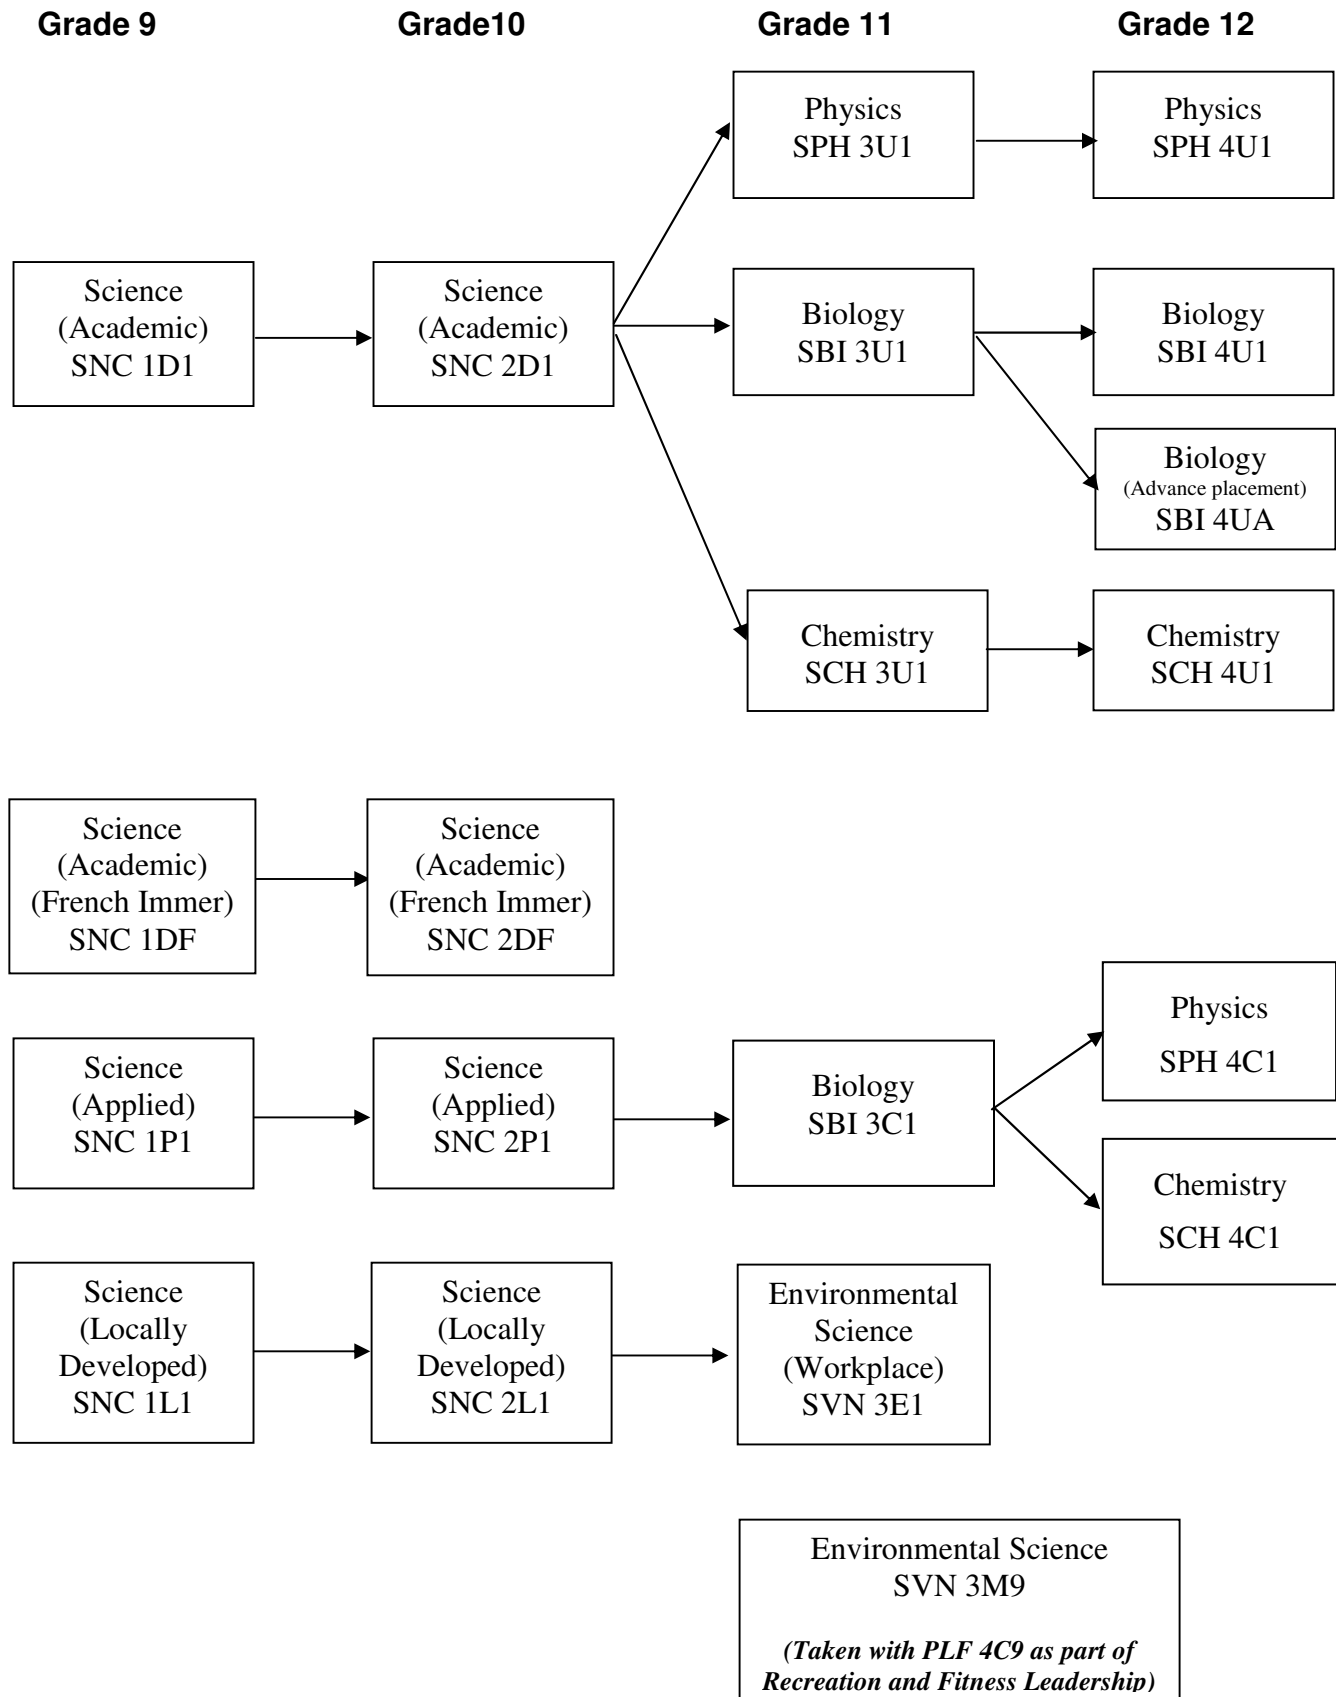 Grade 9
Grade10
Grade 11
Grade 12
Physics
SPH 3U1
Physics
SPH 4U1
Science
(Academic)
SNC 1D1
Science
(Academic)
SNC 2D1
Biology
SBI 3U1
Biology
SBI 4U1
Biology
(Advance placement)
SBI 4UA
Chemistry
SCH 3U1
Chemistry
SCH 4U1
Science
(Academic)
(French Immer)
SNC 1DF
Science
(Academic)
(French Immer)
SNC 2DF
Science
(Applied)
SNC 1P1
Science
(Applied)
SNC 2P1
Biology
SBI 3C1
Physics
SPH 4C1
Chemistry
SCH 4C1
Science
(Locally
Developed)
SNC 1L1
Science
(Locally
Developed)
SNC 2L1
Environmental
Science
(Workplace)
SVN 3E1
Environmental Science
SVN 3M9
(Taken with PLF 4C9 as part of
Recreation and Fitness Leadership)